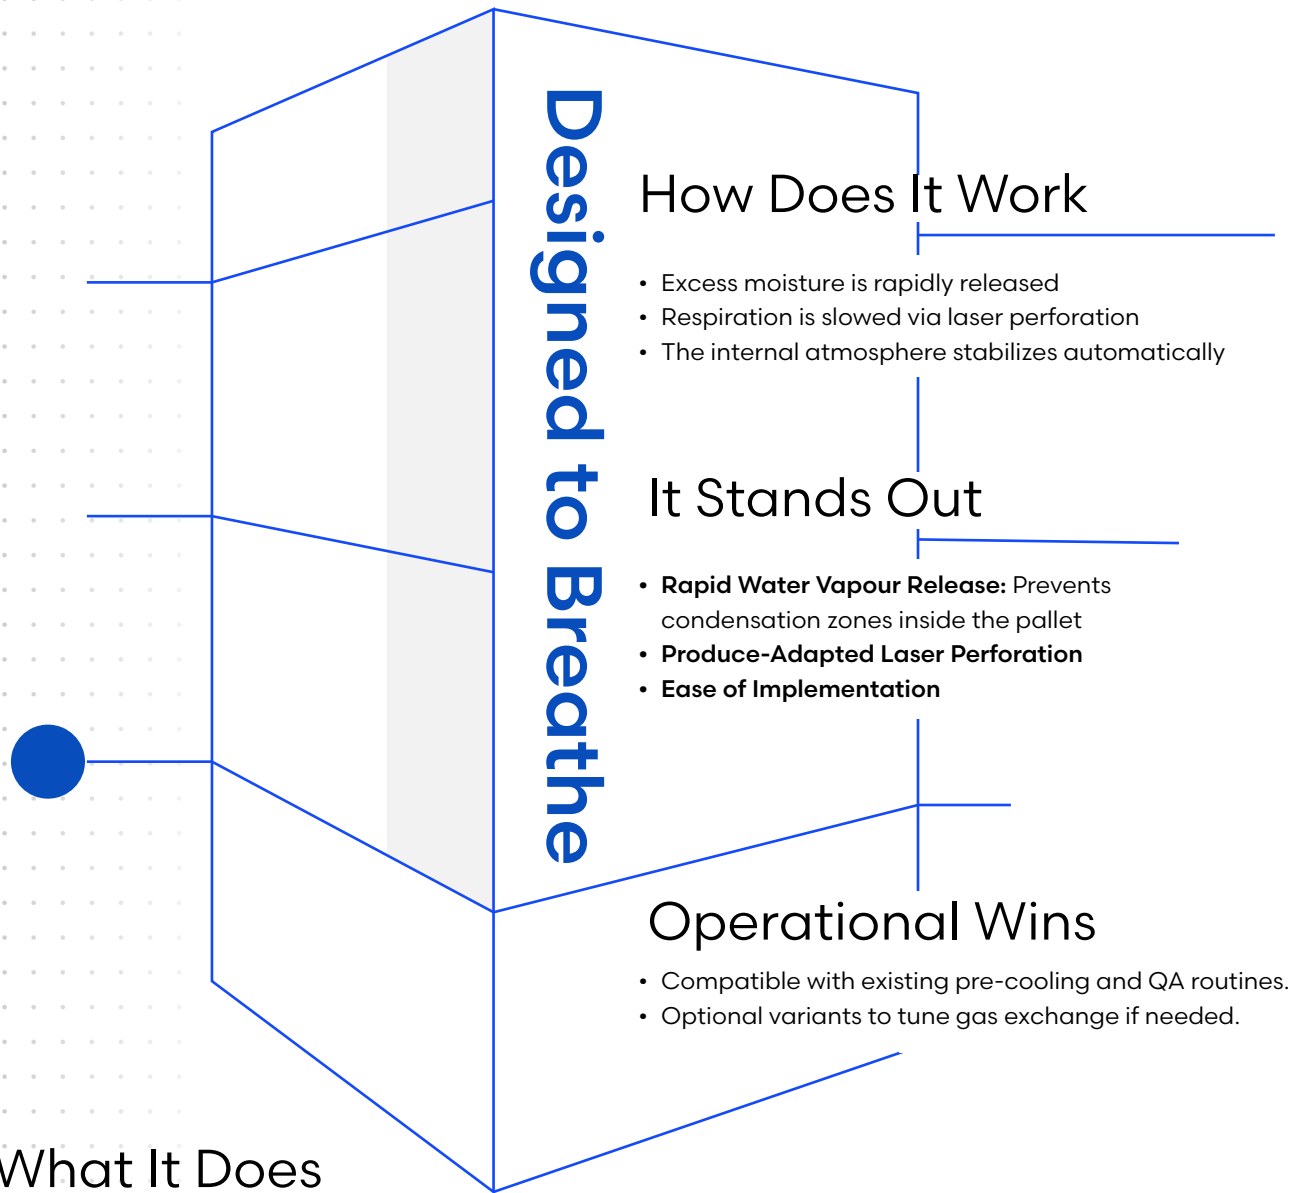 Designed to Breathe
How Does It Work
• Excess moisture is rapidly released
• Respiration is slowed via laser perforation
• The internal atmosphere stabilizes automatically
It Stands Out
• Rapid Water Vapour Release: Prevents
condensation zones inside the pallet
• Produce-Adapted Laser Perforation
• Ease of Implementation
Operational Wins
• Compatible with existing pre-cooling and QA routines.
• Optional variants to tune gas exchange if needed.
What It Does